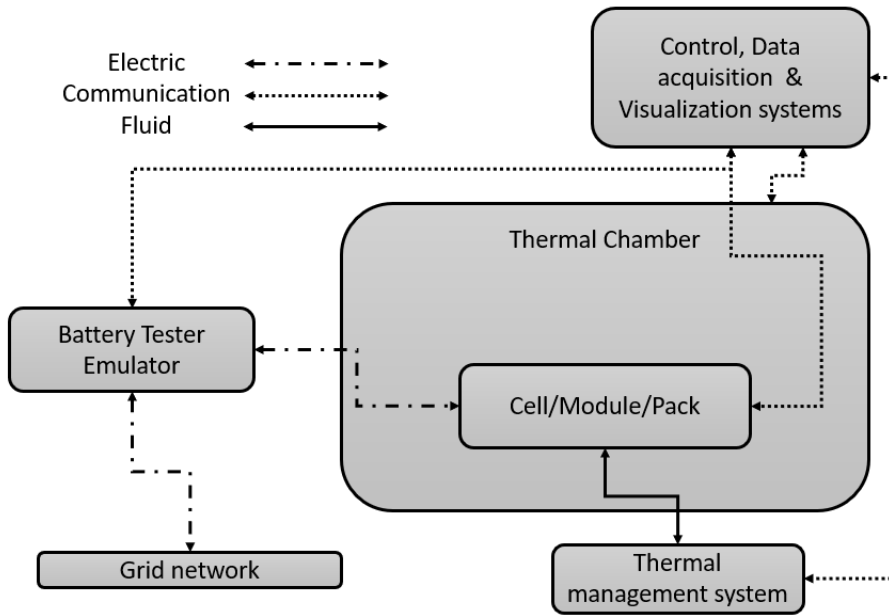 Electric
Communication
Fluid
Control, Data
acquisition &
Visualization systems
Thermal Chamber
Battery Tester
Emulator
Cell/Module/Pack
Grid network
Thermal
management system